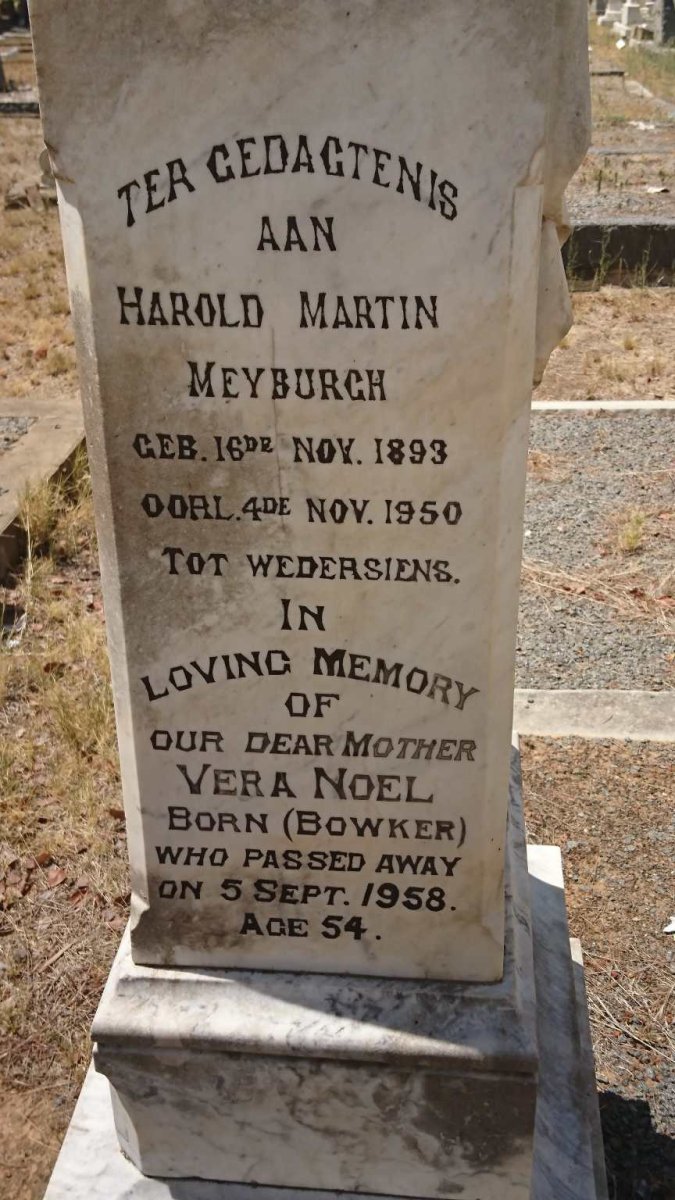 TER GEDAGTENIS
AAN
HAROLD MARTIN
MEYBURGH
GEB. 16DE NOV. 1893
OORL. 4DE NOV. 1950
TOT WEDERSIENS.
IN
LOVING MEMORY
OF
OUR DEAR MOTHER
VERA NOEL
BORN (BOWKER)
WHO PASSED AWAY
ON 5 SEPT. 1958.
AGE 54.